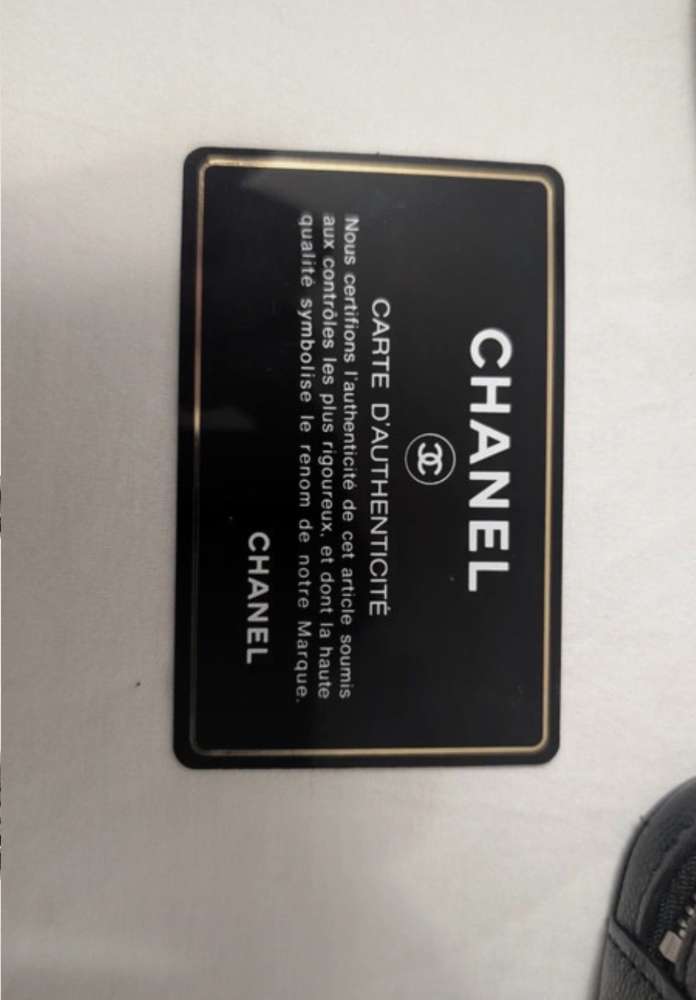 CHANEL
CARTE D'AUTHENTICITÉ
Nous certifions l'authenticité de cet article soumis
aux contrôles les plus rigoureux, et dont la haute
qualité symbolise le renom de notre Marque.
CHANEL